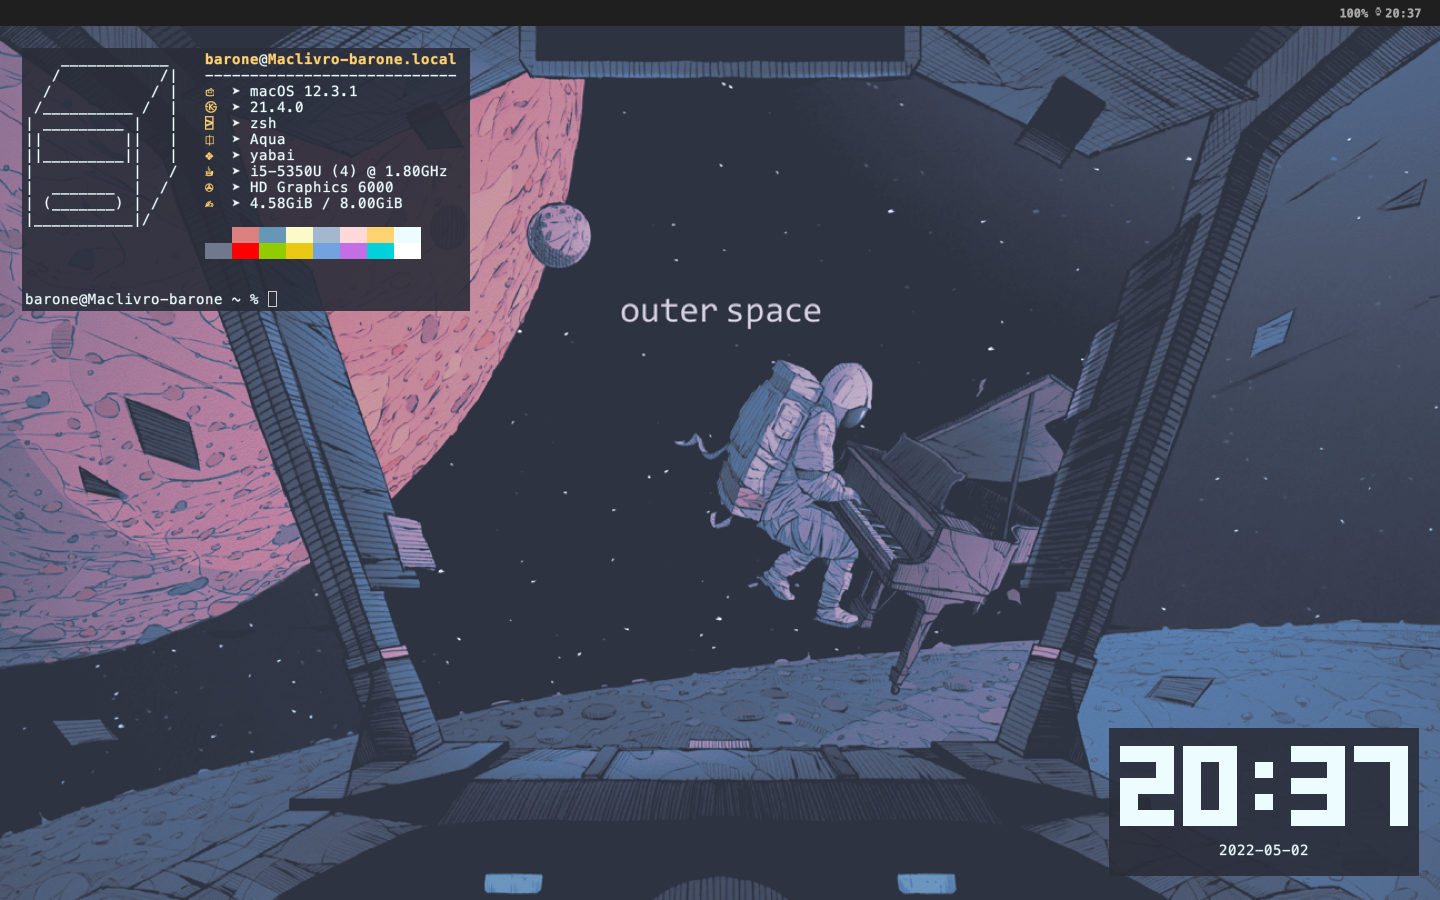 100% 20:37
barone@Maclivro-barone.local
----------------------------
➤ macOS 12.3.1
➤ 21.4.0
➤ zsh
➤ Aqua
➤ yabai
➤ i5-5350U (4) @ 1.80GHz
➤ HD Graphics 6000
➤ 4.58GiB / 8.00GiB
barone@Maclivro-barone ~ %
outer space
20:37
2022-05-02